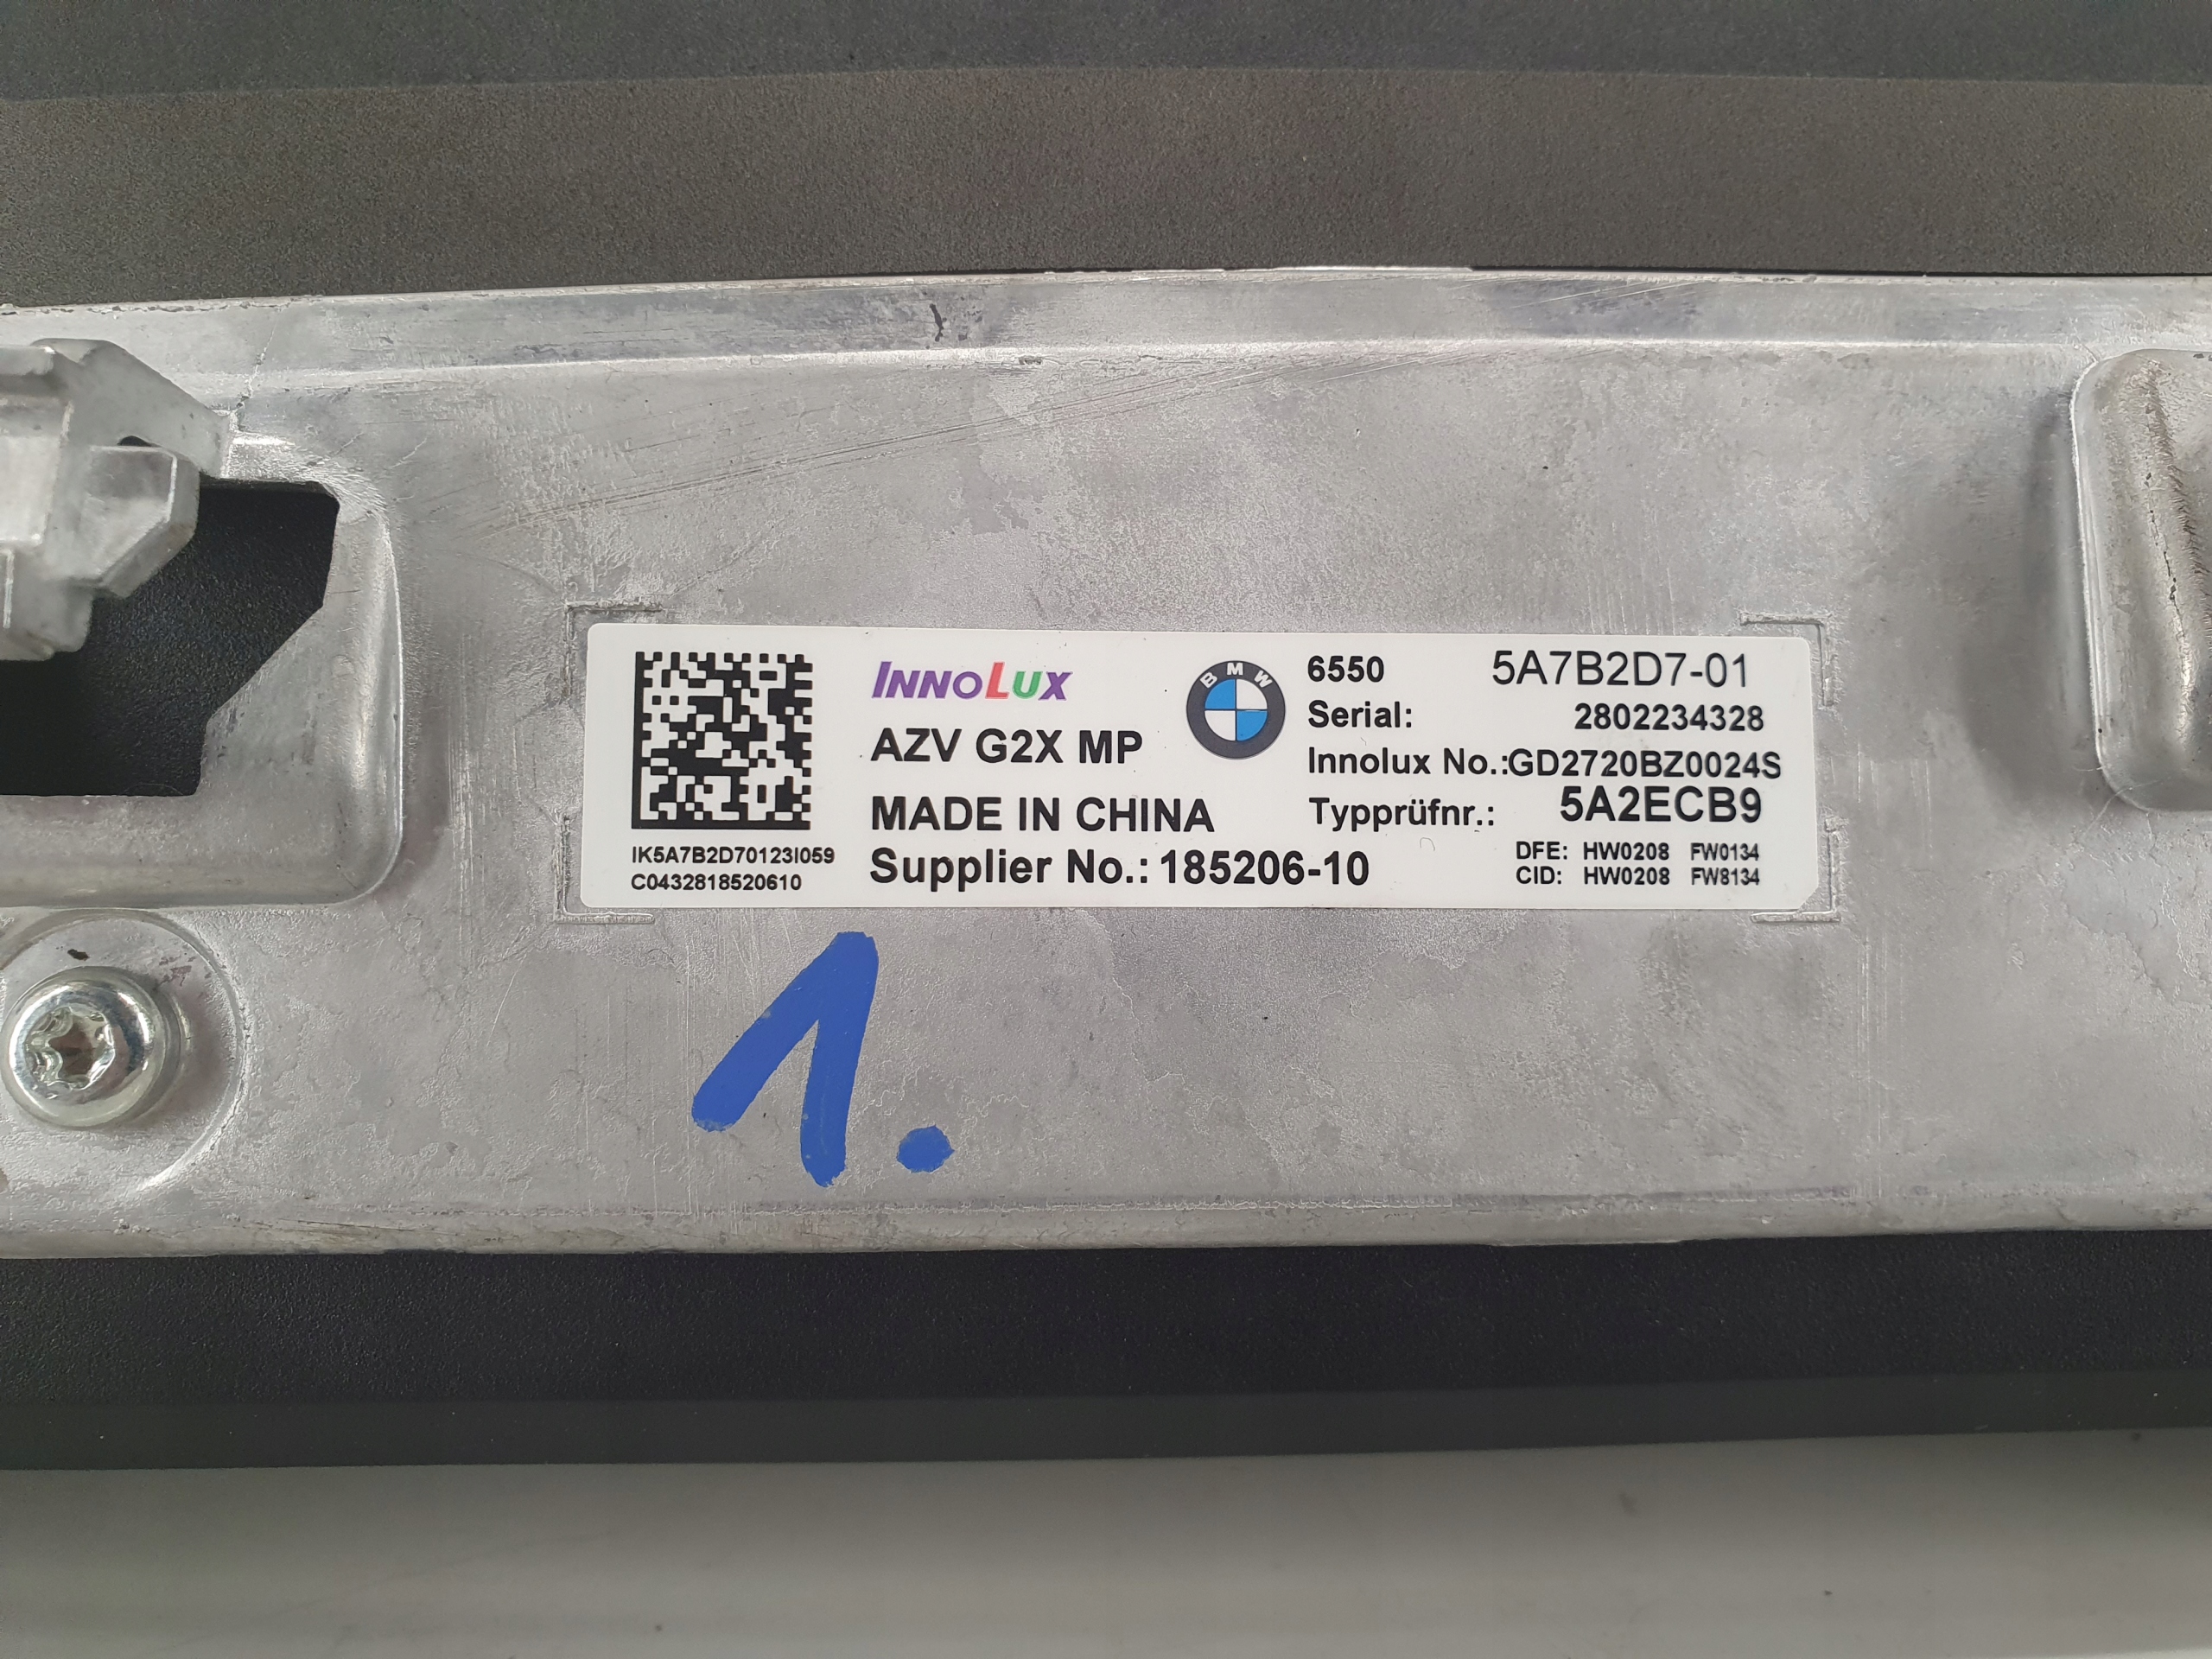 INNOLUX
AZV G2X MP
MADE IN CHINA
Supplier No.: 185206-10
IK5A7B2D70123I059
C0432818520610
BMW
6550 5A7B2D7-01
Serial: 2802234328
Innolux No.:GD2720BZ0024S
Typprüfnr.: 5A2ECB9
DFE: HW0208 FW0134
CID: HW0208 FW8134
1.